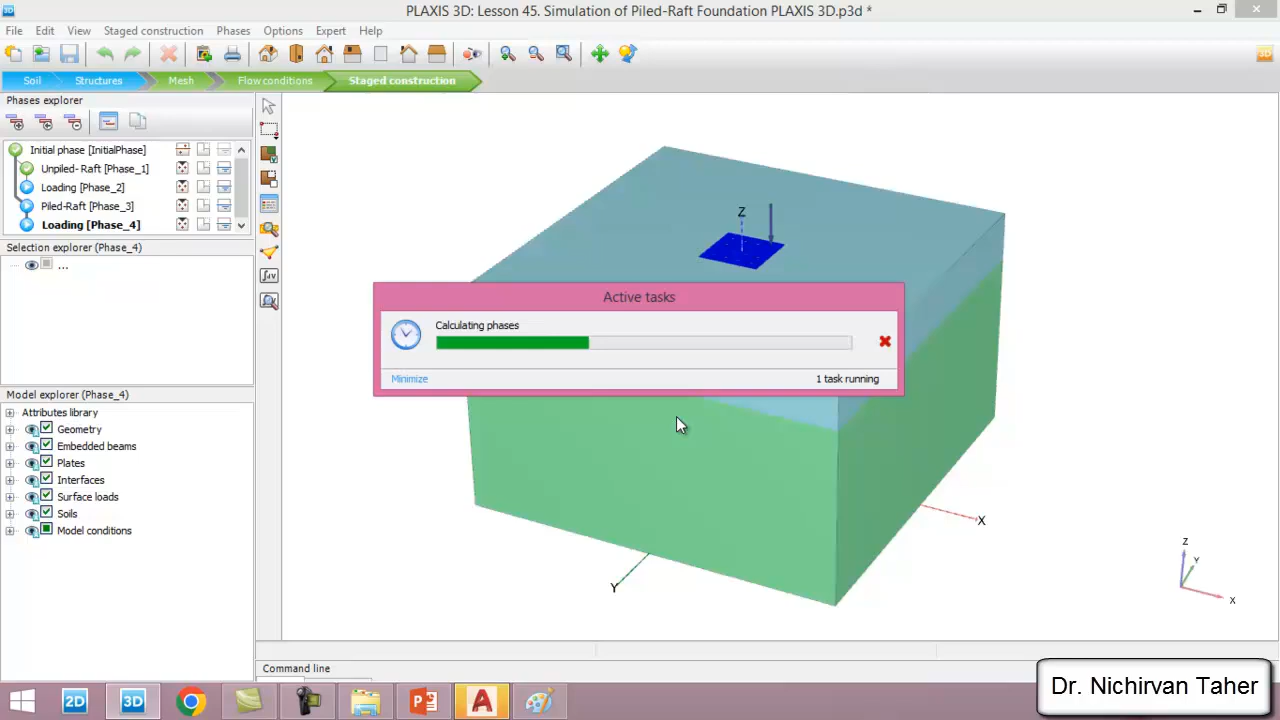 PLAXIS 3D: Lesson 45. Simulation of Piled-Raft Foundation PLAXIS 3D.p3d *
File Edit View Staged construction Phases Options Expert Help
Soil Structures Mesh Flow conditions Staged construction
Phases explorer
Initial phase [InitialPhase]
Unpiled- Raft [Phase_1]
Loading [Phase_2]
Piled-Raft [Phase_3]
Loading [Phase_4]
Selection explorer (Phase_4)
...
Model explorer (Phase_4)
Attributes library
Geometry
Embedded beams
Plates
Interfaces
Surface loads
Soils
Model conditions
Z
Active tasks
Calculating phases
Minimize 1 task running
X
Y
Z
Y
X
Command line
2D 3D
Dr. Nichirvan Taher